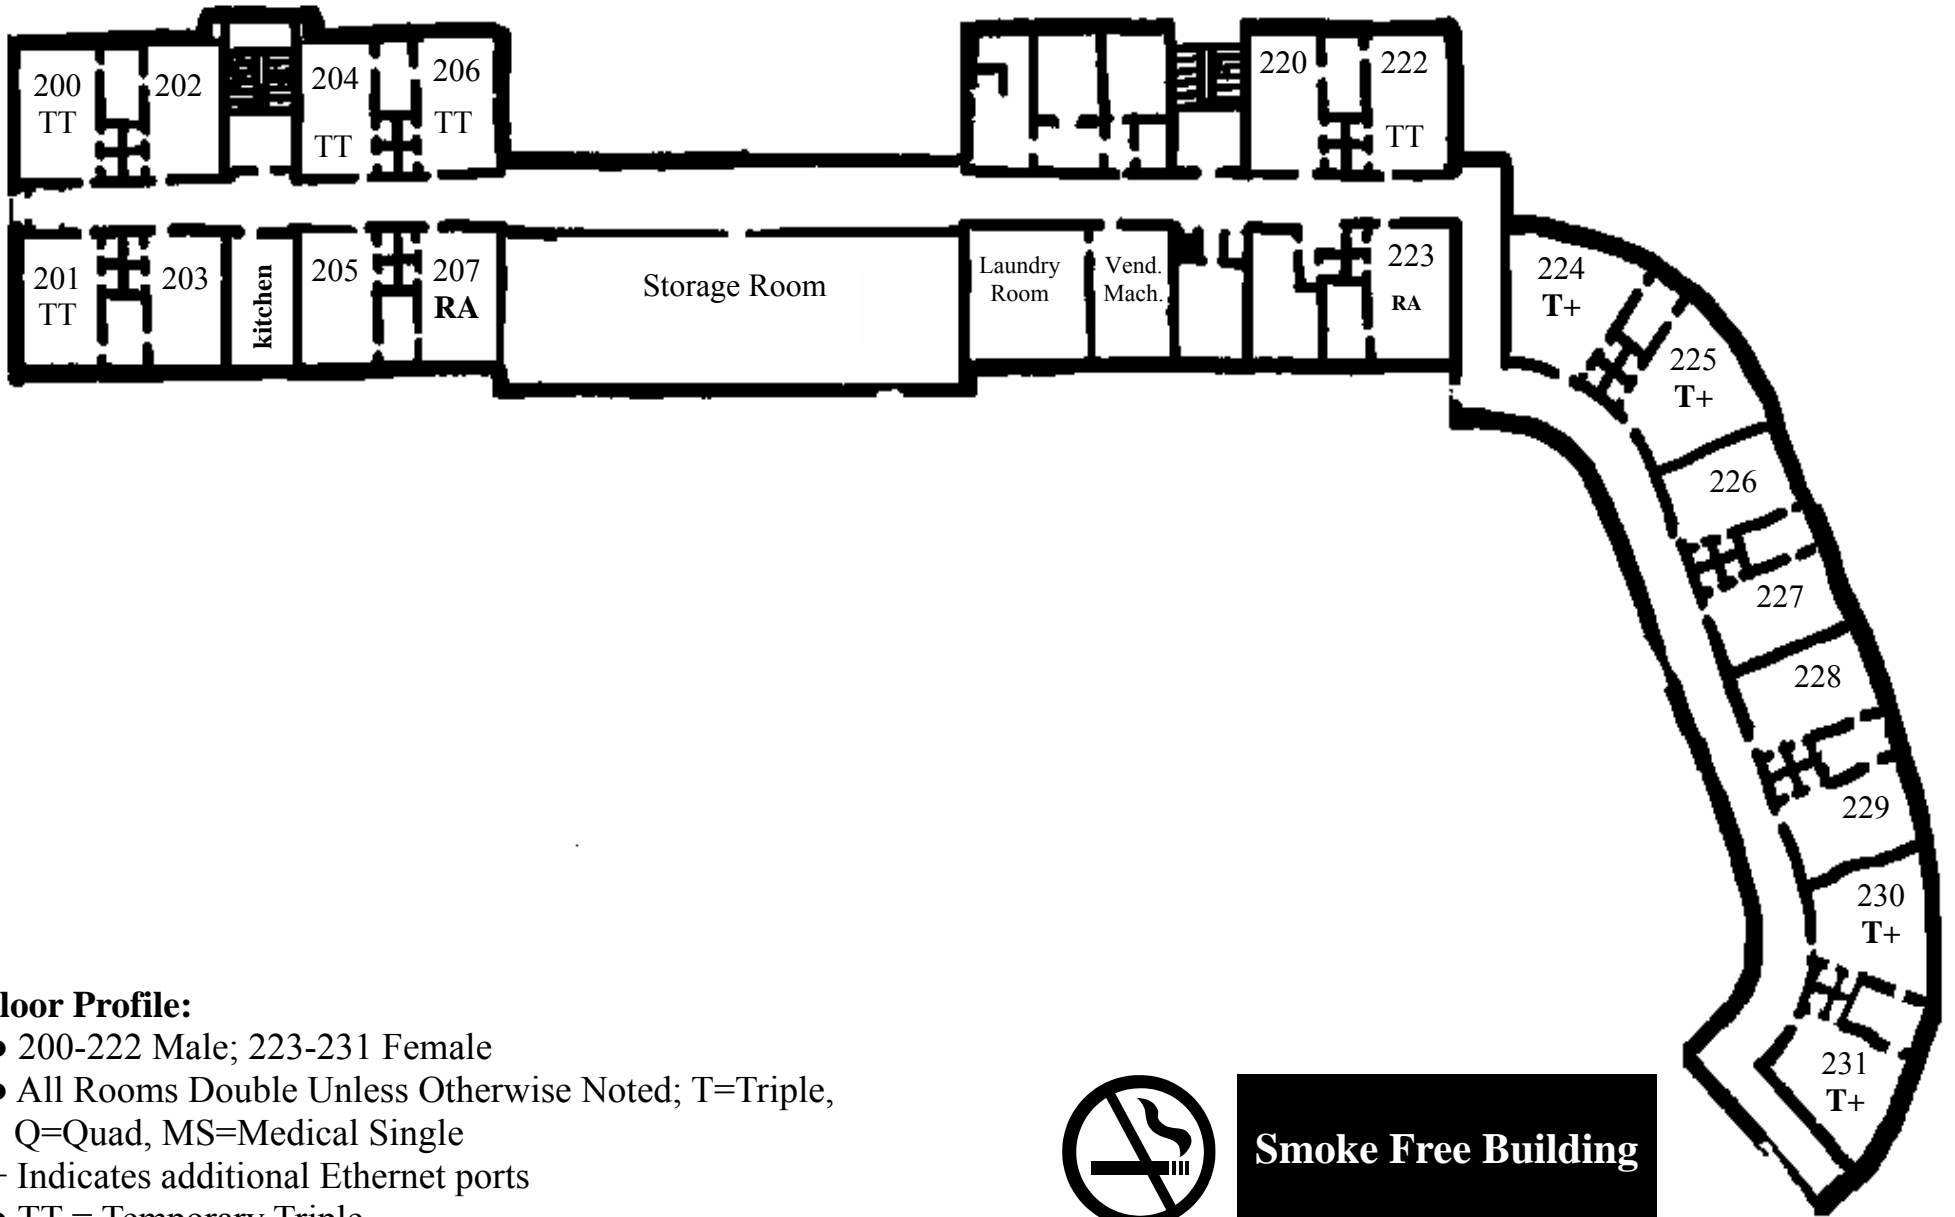 200
TT
202
204
TT
206
TT
220
222
TT
201
TT
203
kitchen
205
207
RA
Storage Room
Laundry
Room
Vend.
Mach.
223
RA
224
T+
225
T+
226
227
228
229
230
T+
231
T+
loor Profile:
● 200-222 Male; 223-231 Female
● All Rooms Double Unless Otherwise Noted; T=Triple,
Q=Quad, MS=Medical Single
+ Indicates additional Ethernet ports
● TT = Temporary Triple
Smoke Free Building